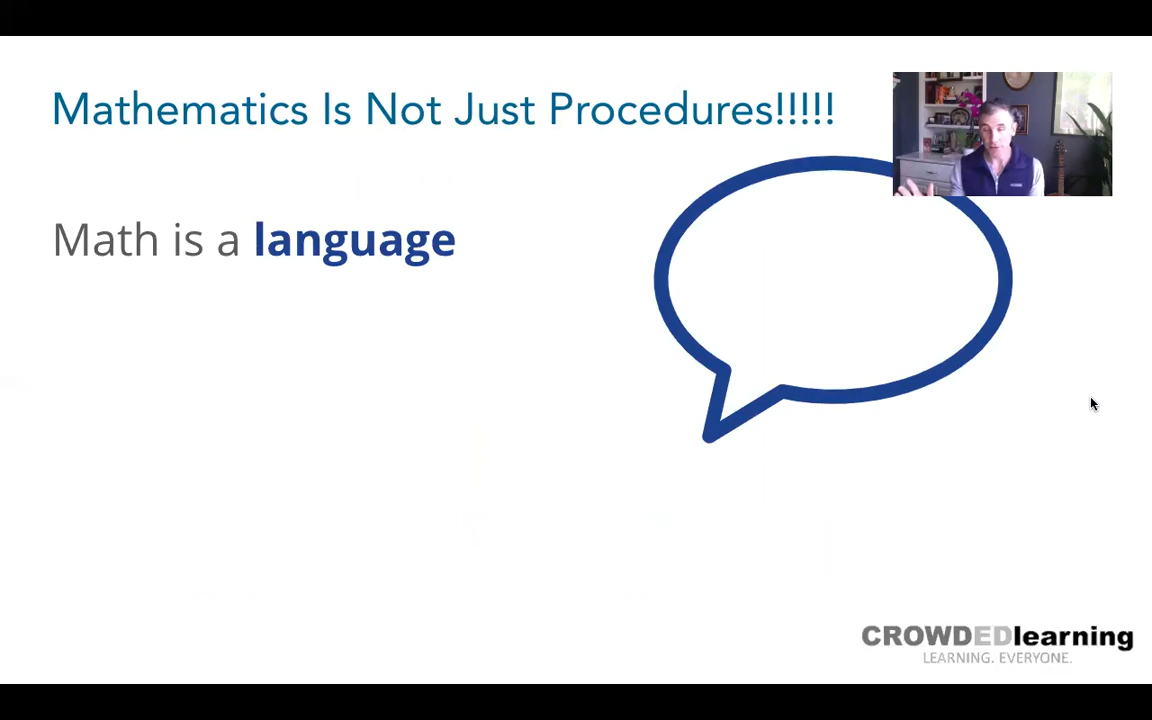 Mathematics Is Not Just Procedures!!!!!
Math is a language
CROWDEDlearning
LEARNING. EVERYONE.